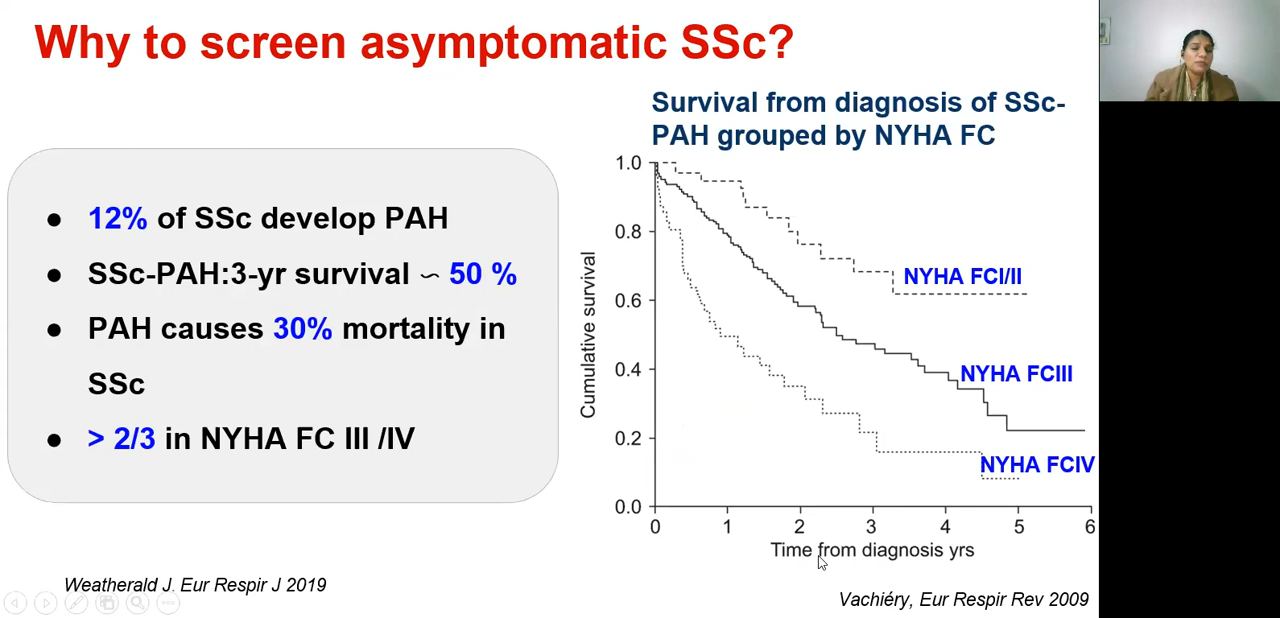 Why to screen asymptomatic SSc?
● 12% of SSc develop PAH
● SSc-PAH:3-yr survival ∽ 50 %
● PAH causes 30% mortality in
SSc
● > 2/3 in NYHA FC III /IV
Weatherald J. Eur Respir J 2019
Survival from diagnosis of SSc-
PAH grouped by NYHA FC
Cumulative survival
1.0
0.8
0.6
0.4
0.2
0.0
NYHA FCI/II
NYHA FCIII
NYHA FCIV
0 1 2 3 4 5 6
Time from diagnosis yrs
Vachiéry, Eur Respir Rev 2009